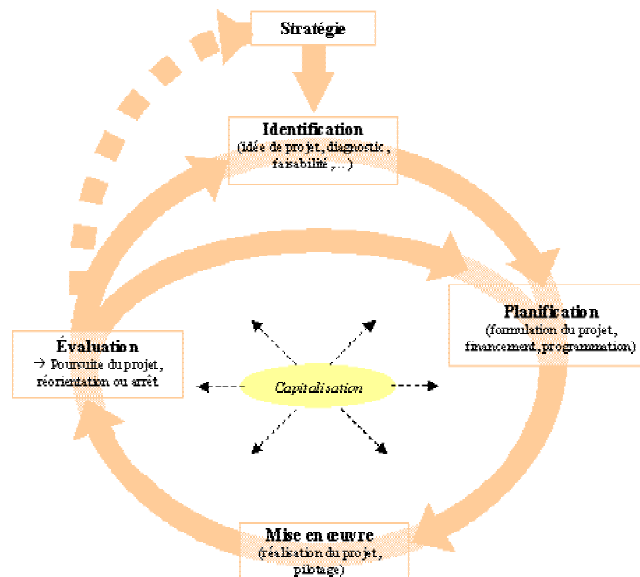 Stratégie
Identification
(idée de projet, diagnostic,
faisabilité, ...)
Planification
(formulation du projet,
financement, programmation)
Évaluation
→ Poursuite du projet,
réorientation ou arrêt
Capitalisation
Mise en œuvre
(réalisation du projet,
pilotage)